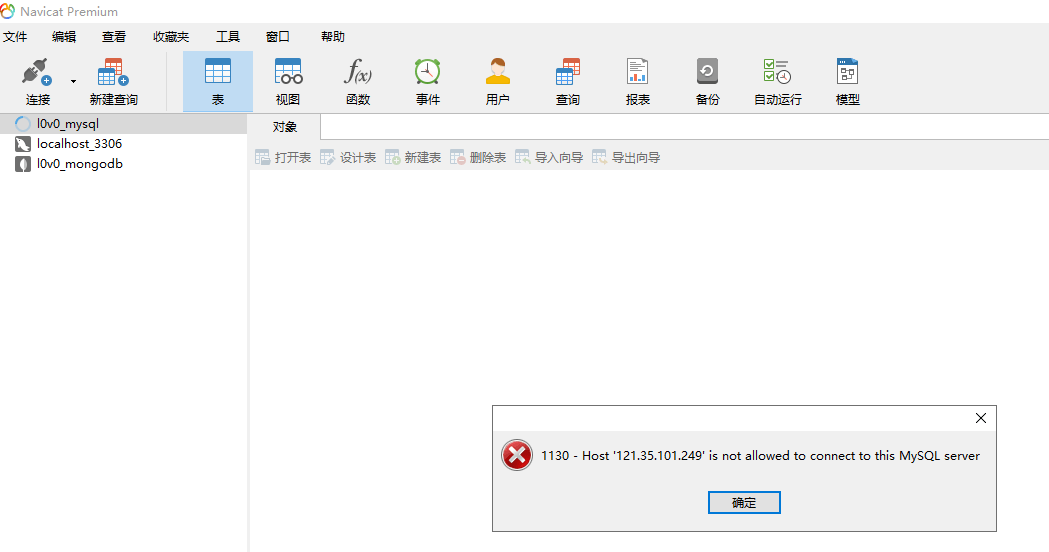 Navicat Premium
文件 编辑 查看 收藏夹 工具 窗口 帮助
连接 新建查询 表 视图 f(x) 函数 事件 用户 查询 报表 备份 自动运行 模型
l0v0_mysql
localhost_3306
l0v0_mongodb
对象
打开表 设计表 新建表 删除表 导入向导 导出向导
1130 - Host '121.35.101.249' is not allowed to connect to this MySQL server
确定